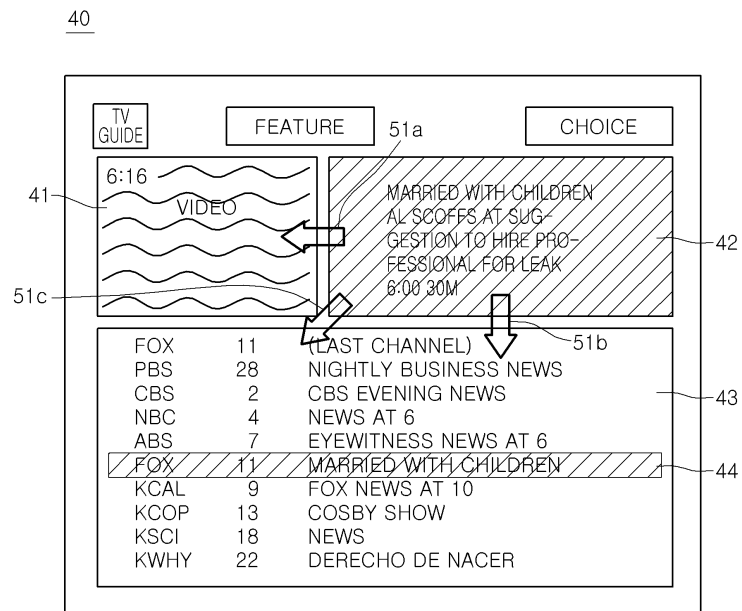 40
TV
GUIDE
FEATURE
51a
CHOICE
6:16
VIDEO
41
MARRIED WITH CHILDREN
AL SCOFFS AT SUG-
GESTION TO HIRE PRO-
FESSIONAL FOR LEAK
6:00 30M
42
51c
51b
FOX 11 (LAST CHANNEL)
PBS 28 NIGHTLY BUSINESS NEWS
CBS 2 CBS EVENING NEWS
43
NBC 4 NEWS AT 6
ABS 7 EYEWITNESS NEWS AT 6
FOX 11 MARRIED WITH CHILDREN
44
KCAL 9 FOX NEWS AT 10
KCOP 13 COSBY SHOW
KSCI 18 NEWS
KWHY 22 DERECHO DE NACER